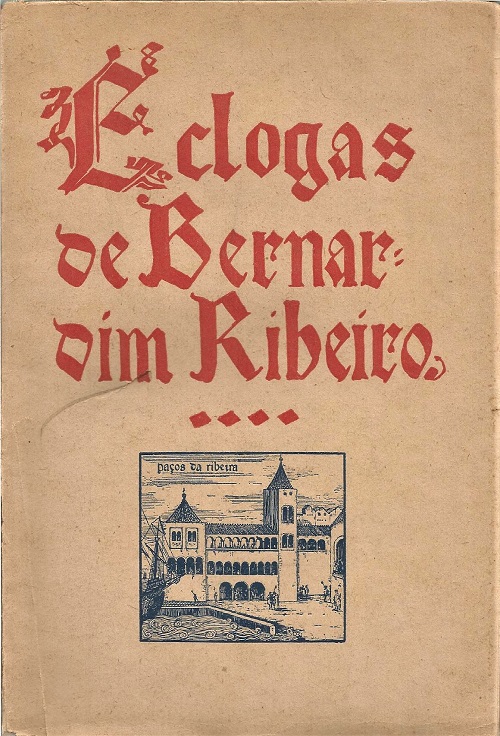 Eclogas
de Bernar=
dim Ribeiro.
paços da ribeira